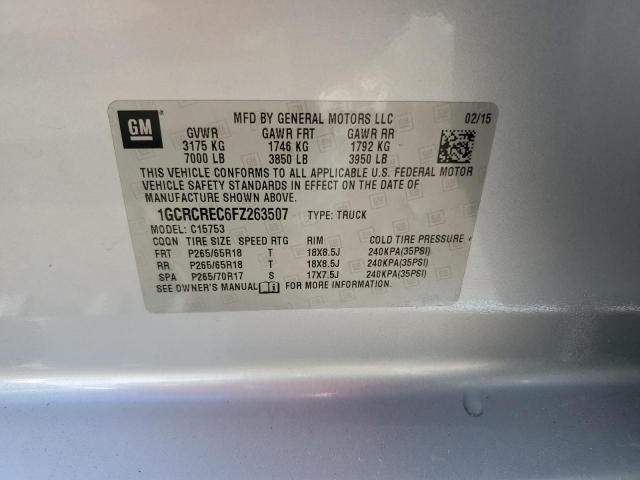 GM
MFD BY GENERAL MOTORS LLC 02/15
GVWR GAWR FRT GAWR RR
3175 KG 1746 KG 1792 KG
7000 LB 3850 LB 3950 LB
THIS VEHICLE CONFORMS TO ALL APPLICABLE U.S. FEDERAL MOTOR
VEHICLE SAFETY STANDARDS IN EFFECT ON THE DATE OF
MANUFACTURE SHOWN ABOVE.
1GCRCREC6FZ263507 TYPE: TRUCK
MODEL: C15753
CQQN TIRE SIZE SPEED RTG RIM COLD TIRE PRESSURE
FRT P265/65R18 T 18X8.5J 240KPA(35PSI)
RR P265/65R18 T 18X8.5J 240KPA(35PSI)
SPA P265/70R17 S 17X7.5J 240KPA(35PSI)
SEE OWNER'S MANUAL FOR MORE INFORMATION.